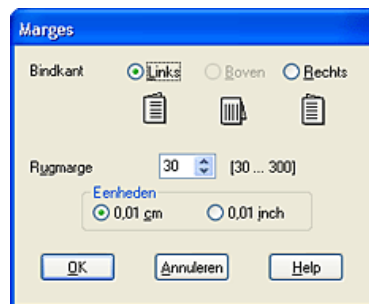 Marges
Bindkant Links Boven Rechts
Rugmarge 30 [30 ... 300]
Eenheden
0,01 cm 0,01 inch
OK Annuleren Help